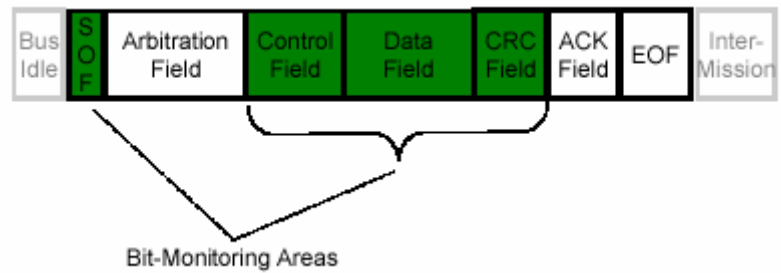 Bus
Idle
S
O
F
Arbitration
Field
Control
Field
Data
Field
CRC
Field
ACK
Field
EOF
Inter-
Mission
Bit-Monitoring Areas